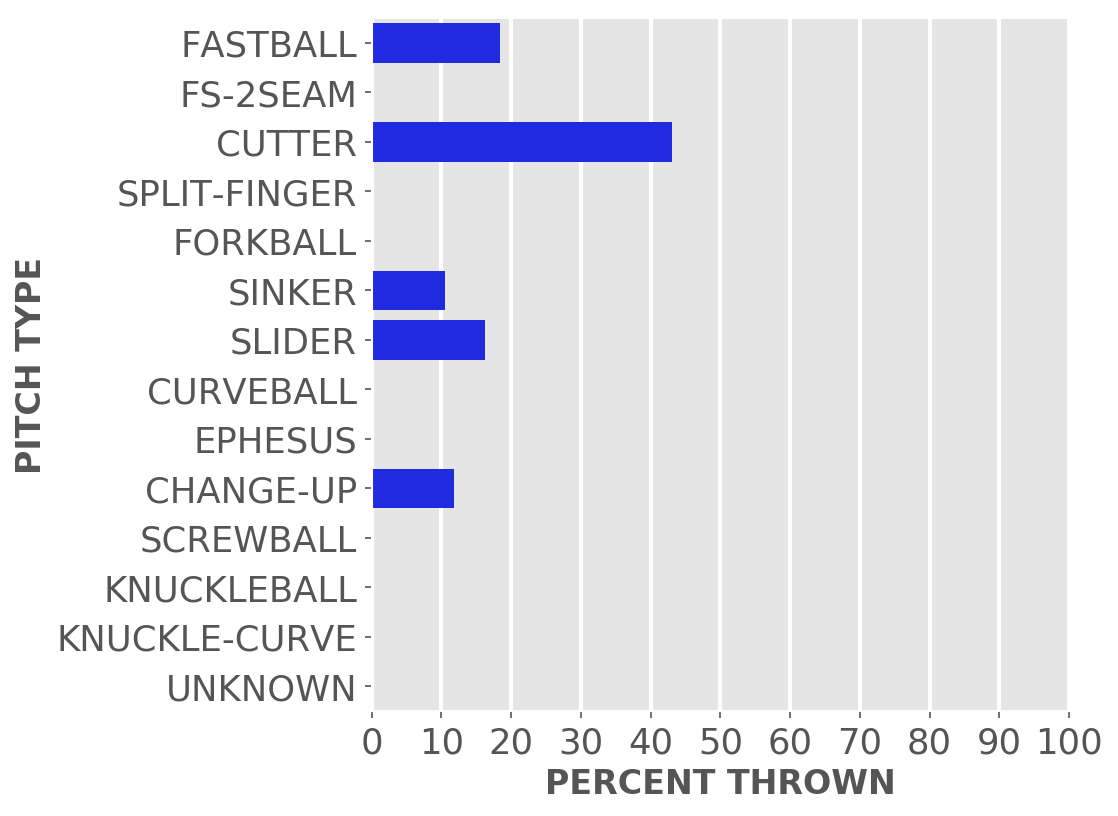 FASTBALL
FS-2SEAM
CUTTER
SPLIT-FINGER
FORKBALL
SINKER
SLIDER
CURVEBALL
EPHESUS
CHANGE-UP
SCREWBALL
KNUCKLEBALL
KNUCKLE-CURVE
UNKNOWN
PITCH TYPE
0 10 20 30 40 50 60 70 80 90 100
PERCENT THROWN